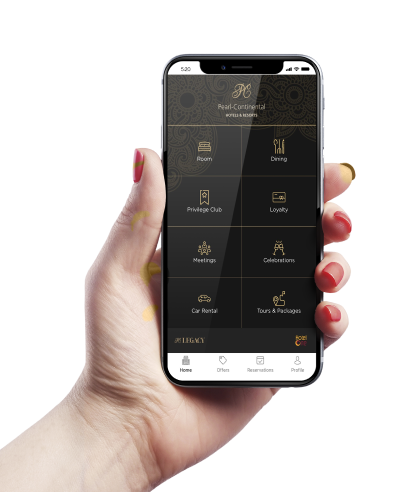 5:20
PC
Pearl-Continental
HOTELS & RESORTS
Room
Dining
Privilege Club
Loyalty
Meetings
Celebrations
Car Rental
Tours & Packages
LEGACY
Home
Offers
Reservations
Profile